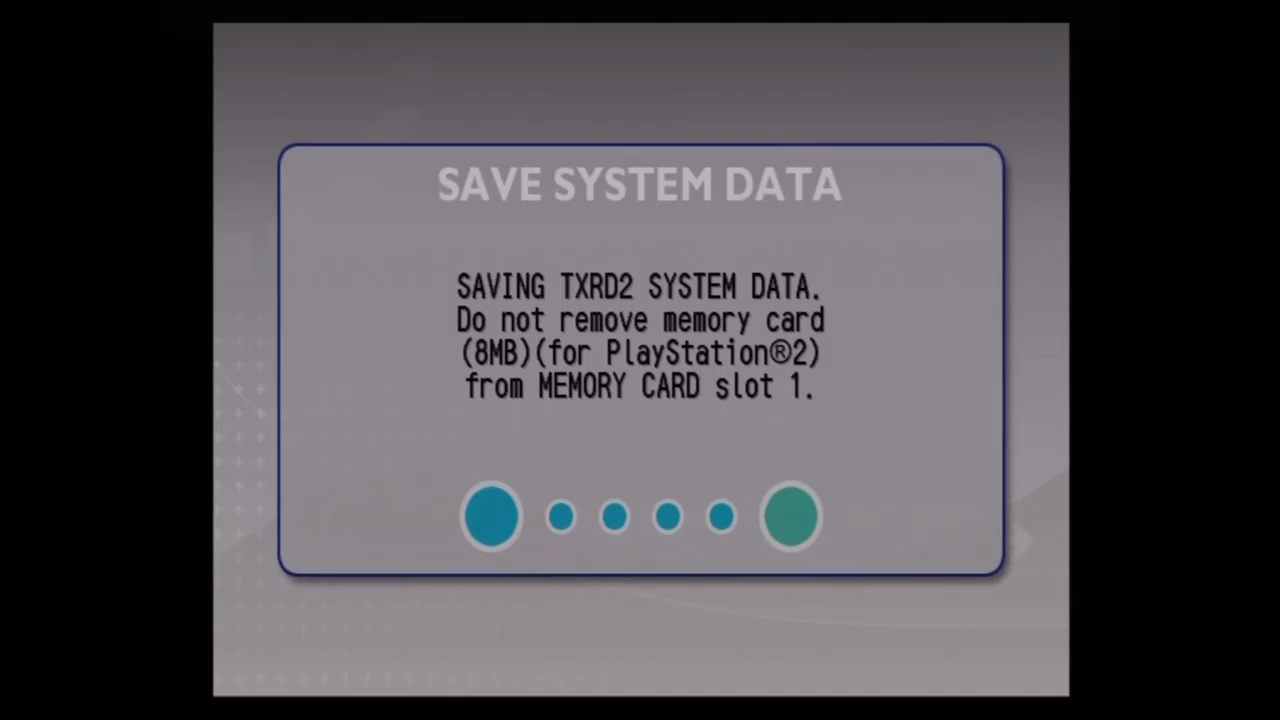 SAVE SYSTEM DATA
SAVING TXRD2 SYSTEM DATA.
Do not remove memory card
(8MB)(for PlayStation®2)
from MEMORY CARD slot 1.